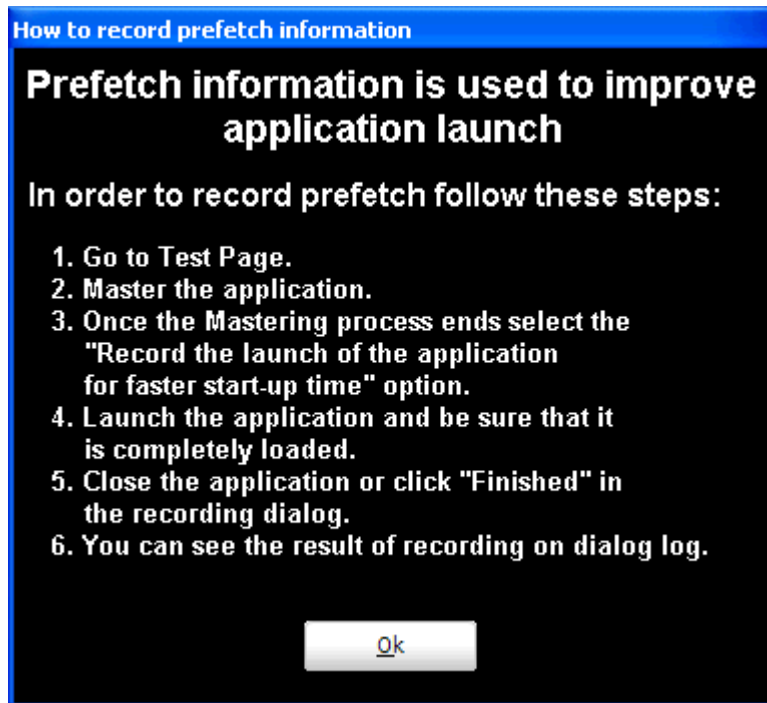 How to record prefetch information
Prefetch information is used to improve
application launch
In order to record prefetch follow these steps:
1. Go to Test Page.
2. Master the application.
3. Once the Mastering process ends select the
"Record the launch of the application
for faster start-up time" option.
4. Launch the application and be sure that it
is completely loaded.
5. Close the application or click "Finished" in
the recording dialog.
6. You can see the result of recording on dialog log.
Ok